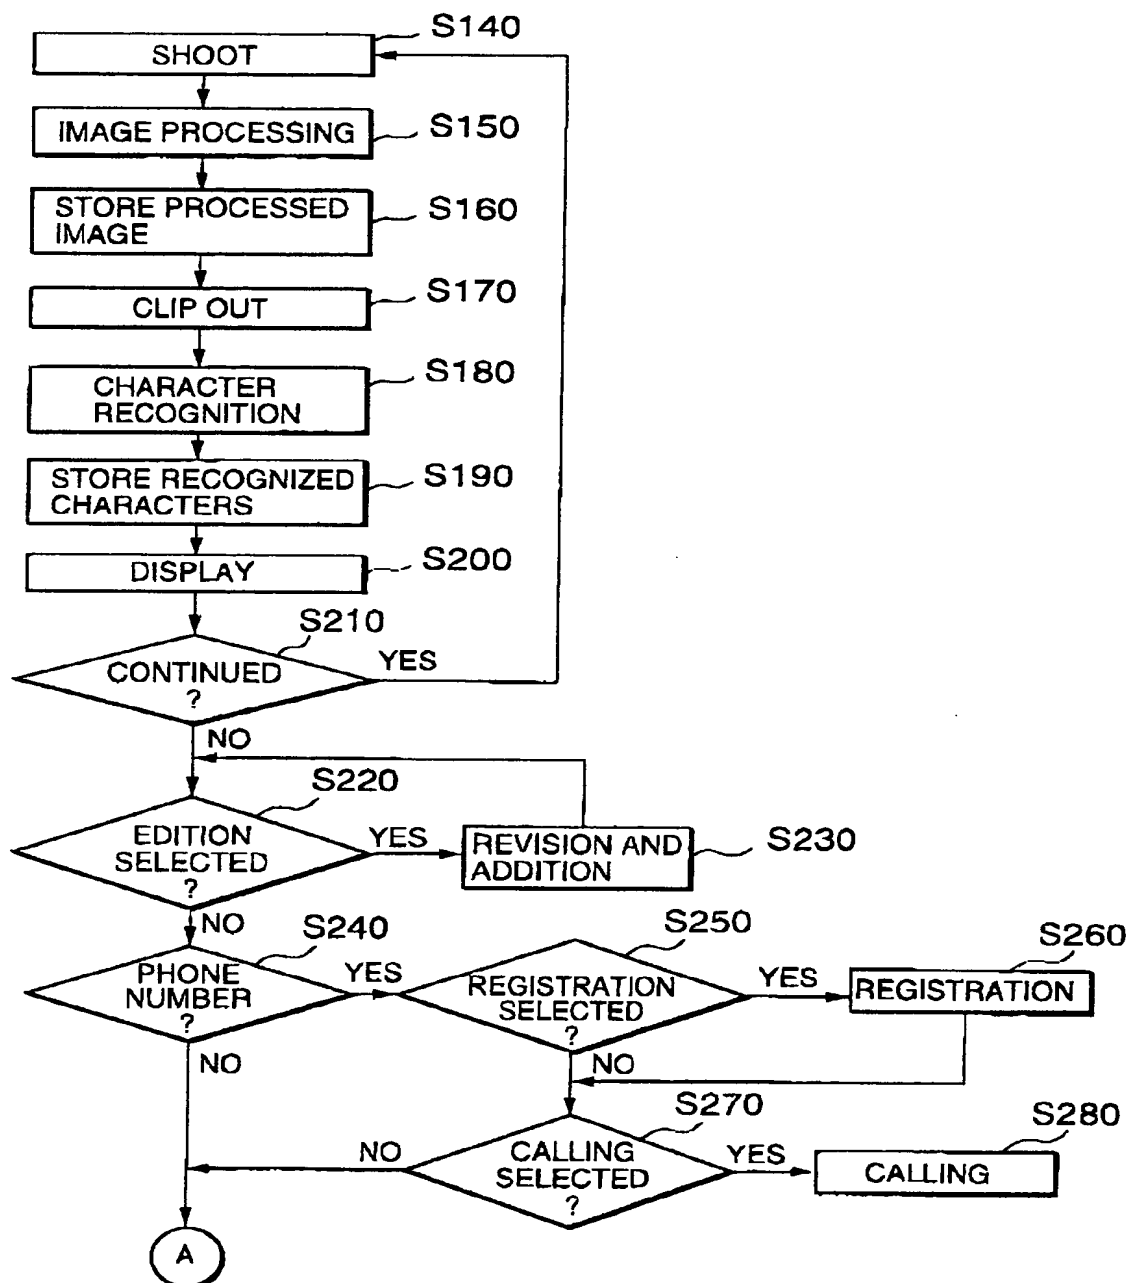 S140
SHOOT
S150
IMAGE PROCESSING
S160
STORE PROCESSED
IMAGE
S170
CLIP OUT
S180
CHARACTER
RECOGNITION
S190
STORE RECOGNIZED
CHARACTERS
S200
DISPLAY
S210
CONTINUED
?
YES
NO
S220
EDITION
SELECTED
?
YES
REVISION AND
ADDITION
S230
NO
S240
PHONE
NUMBER
?
YES
S250
REGISTRATION
SELECTED
?
YES
S260
REGISTRATION
NO
NO
S270
CALLING
SELECTED
?
NO
YES
S280
CALLING
A